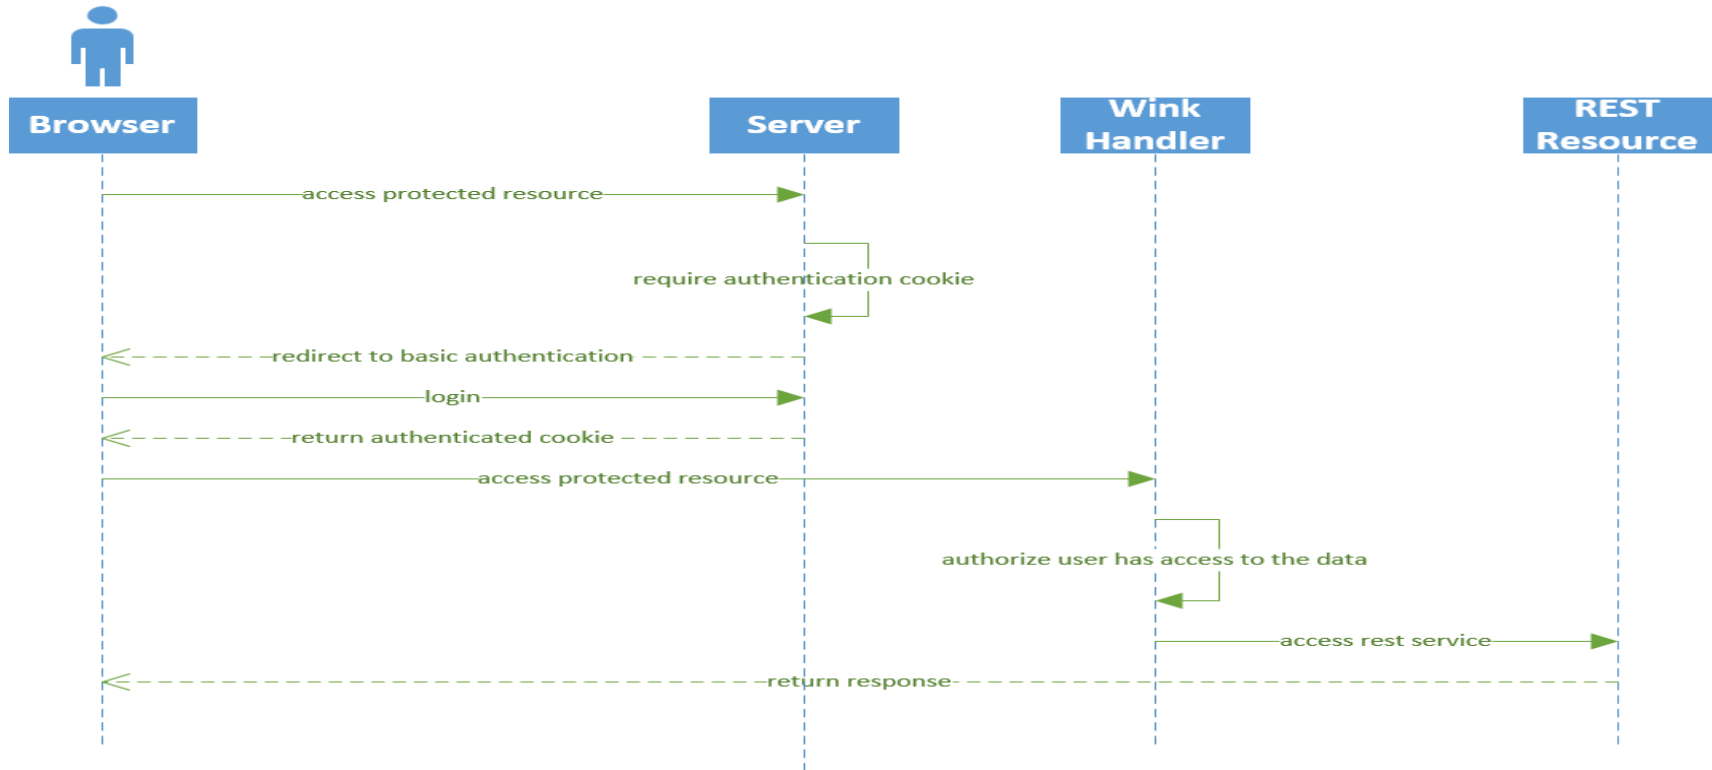 Browser
Server
Wink
Handler
REST
Resource
access protected resource
require authentication cookie
redirect to basic authentication
login
return authenticated cookie
access protected resource
authorize user has access to the data
access rest service
return response